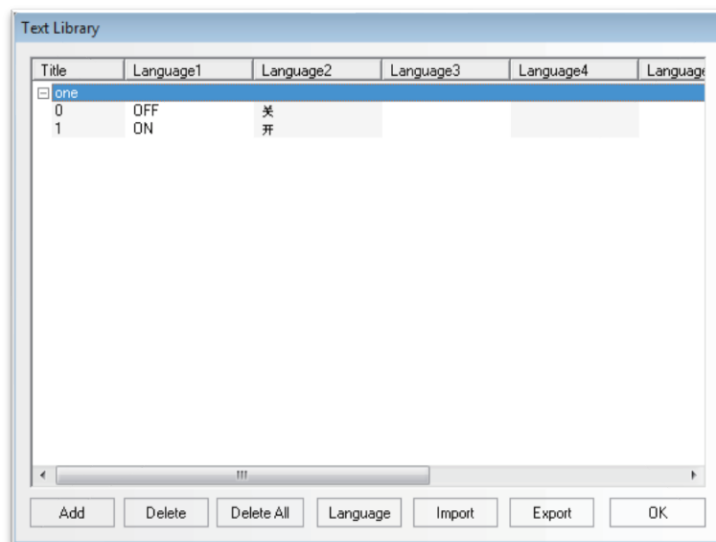 Text Library
Title Language1 Language2 Language3 Language4 Language
one
0 OFF 关
1 ON 开
Add Delete Delete All Language Import Export OK